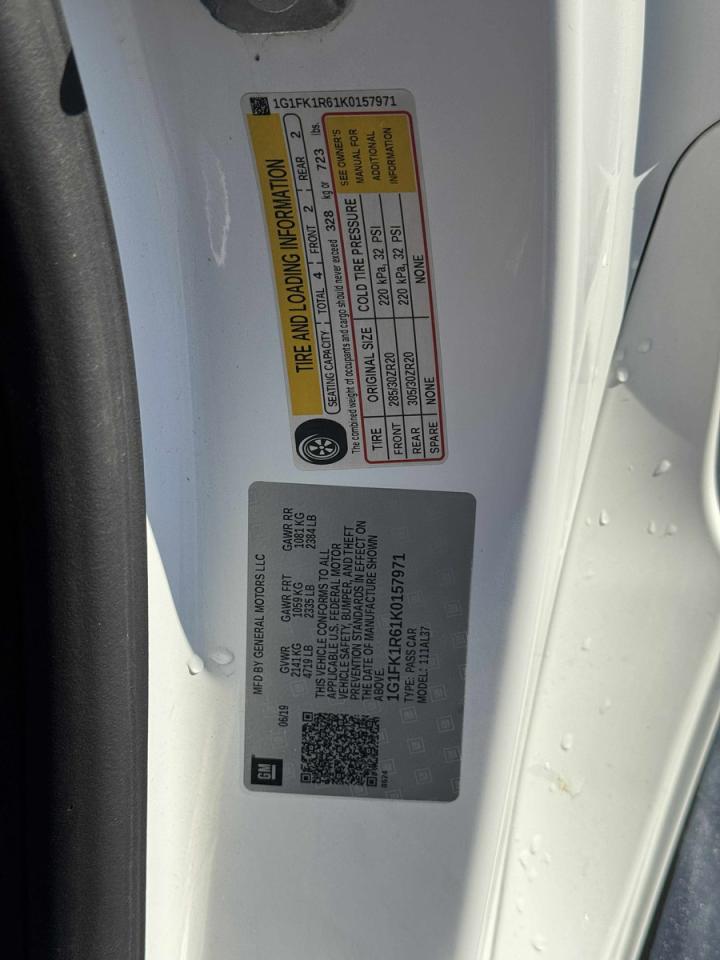 1G1FK1R61K0157971
TIRE AND LOADING INFORMATION
SEATING CAPACITY TOTAL 4 FRONT 2 REAR 2
The combined weight of occupants and cargo should never exceed 328 kg or 723 lbs.
TIRE ORIGINAL SIZE COLD TIRE PRESSURE
FRONT 285/30ZR20 220 kPa, 32 PSI
REAR 305/30ZR20 220 kPa, 32 PSI
SPARE NONE NONE
SEE OWNER'S
MANUAL FOR
ADDITIONAL
INFORMATION
GM
MFD BY GENERAL MOTORS LLC
06/19
GVWR GAWR FRT GAWR RR
2141 KG 1059 KG 1081 KG
4719 LB 2335 LB 2384 LB
THIS VEHICLE CONFORMS TO ALL
APPLICABLE U.S. FEDERAL MOTOR
VEHICLE SAFETY, BUMPER, AND THEFT
PREVENTION STANDARDS IN EFFECT ON
THE DATE OF MANUFACTURE SHOWN
ABOVE.
1G1FK1R61K0157971
TYPE: PASS CAR
MODEL: 111AL37